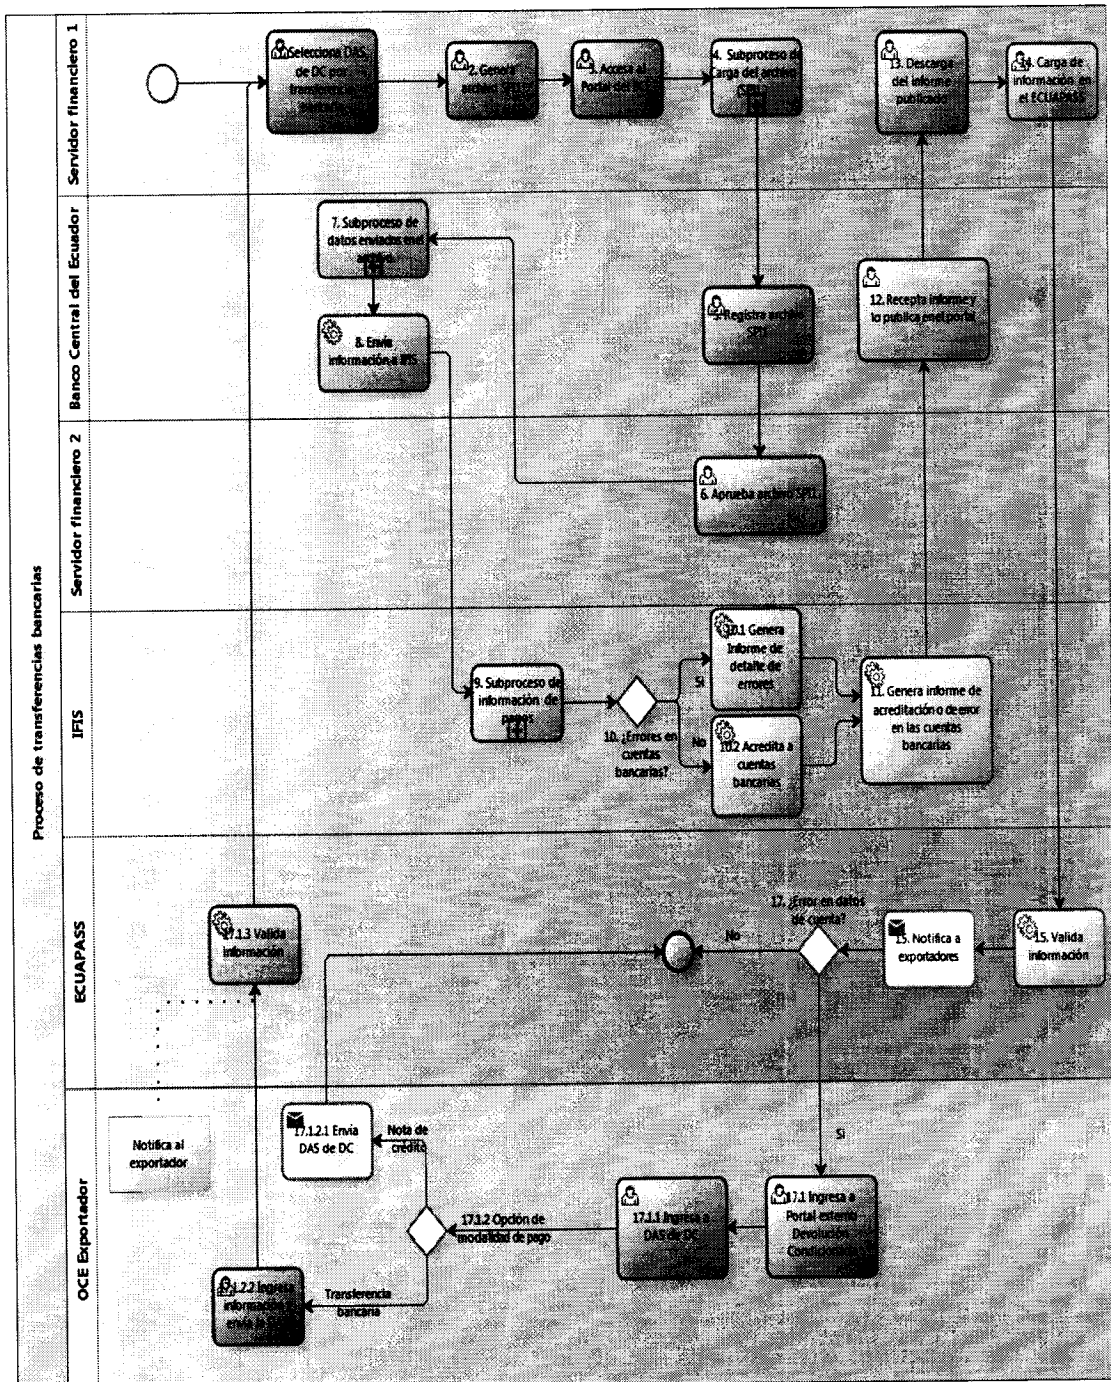 Proceso de transferencias bancarias
Servidor financiero 1
Selecciona DAS
de DC por
transferencia
bancaria
2. Genera
archivo SPI
3. Accesa al
Portal del
4. Subproceso de
Carga del archivo
(SPI)
13. Descarga
del informe
publicado
14. Carga de
información en
el ECUAPASS
Banco Central del Ecuador
7. Subproceso de
datos enviados en el
archivo
8. Envía
información a IFIS
5. Registra archivo
SPI
12. Recepta informe y
lo publica en el portal
Servidor financiero 2
6. Aprueba archivo SPI
IFIS
9. Subproceso de
información de
pagos
10. ¿Errores en
cuentas
bancarias?
Si
No
10.1 Genera
Informe de
detalle de
errores
10.2 Acredita a
cuentas
bancarias
11. Genera informe de
acreditación o de error
en las cuentas
bancarias
ECUAPASS
17.1.3 Valida
información
No
17. ¿Error en datos
de cuenta?
15. Notifica a
exportadores
15. Valida
información
OCE Exportador
Notifica al
exportador
17.1.2.1 Envia
DAS de DC
Nota de
crédito
Si
17.1.2 Opción de
modalidad de pago
17.1.1 Ingresa a
DAS de DC
17.1 Ingresa a
Portal externo
Devolución
Condicionada
17.1.2.2 Ingresa
información
envía la
Transferencia
bancaria